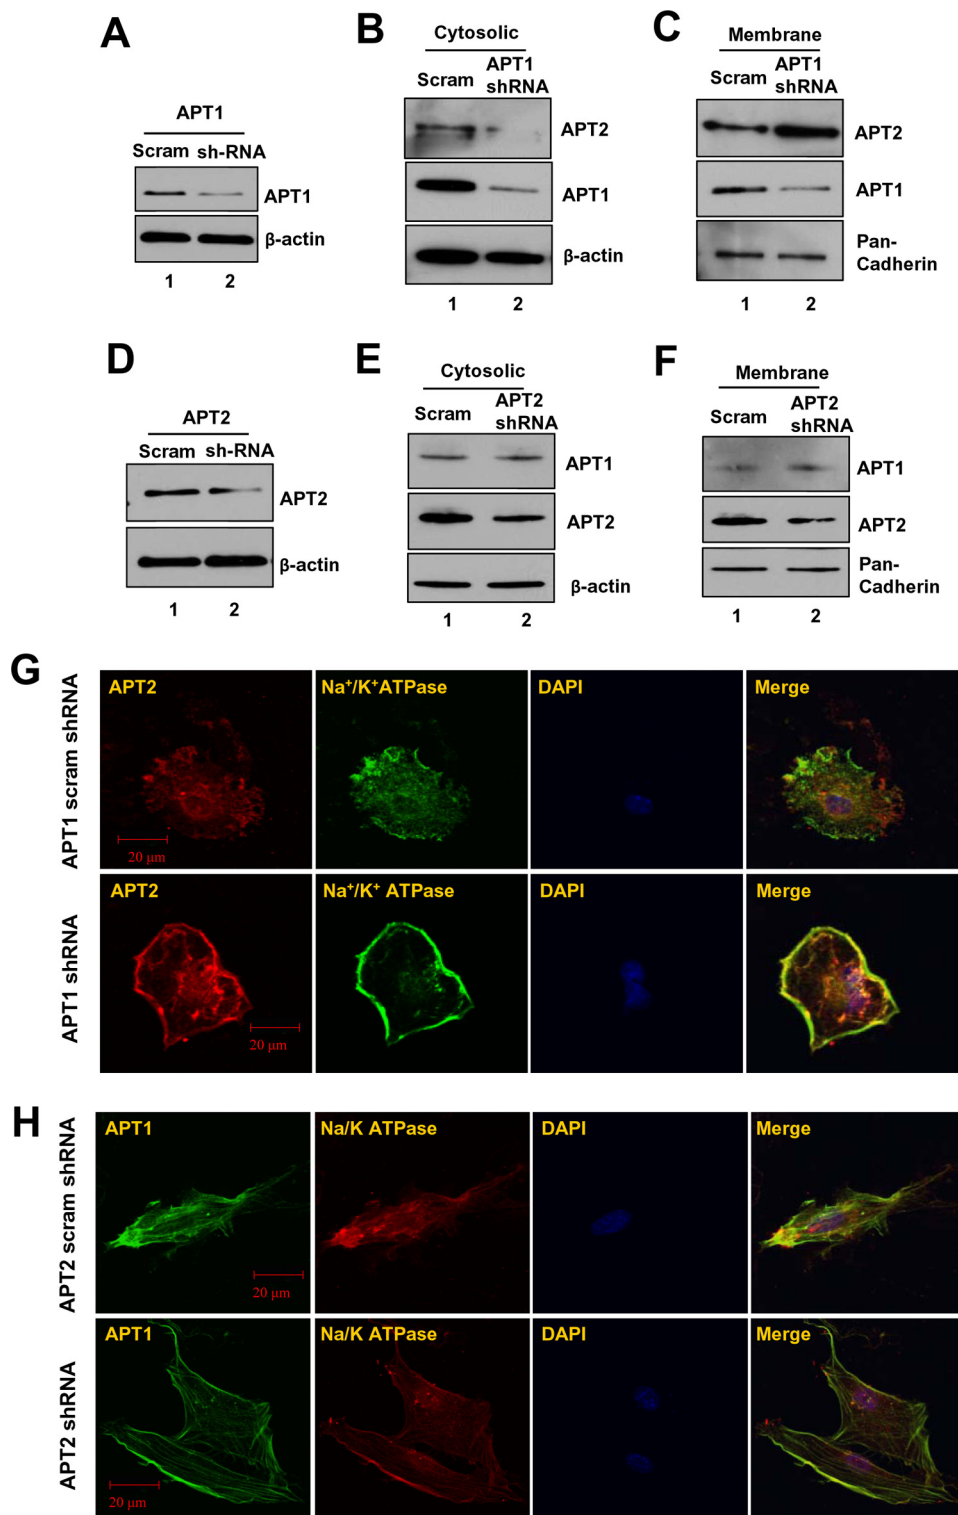 A
APT1
Scram sh-RNA
APT1
β-actin
1 2
B
Cytosolic
Scram
APT1
shRNA
APT2
APT1
β-actin
1 2
C
Membrane
Scram
APT1
shRNA
APT2
APT1
Pan-
Cadherin
1 2
D
APT2
Scram sh-RNA
APT2
β-actin
1 2
E
Cytosolic
Scram
APT2
shRNA
APT1
APT2
β-actin
1 2
F
Membrane
Scram
APT2
shRNA
APT1
APT2
Pan-
Cadherin
1 2
G
APT1 scram shRNA
APT2
Na⁺/K⁺ATPase
DAPI
Merge
20 μm
APT1 shRNA
APT2
Na⁺/K⁺ ATPase
DAPI
Merge
20 μm
H
APT2 scram shRNA
APT1
Na/K ATPase
DAPI
Merge
20 μm
APT2 shRNA
APT1
Na/K ATPase
DAPI
Merge
20 μm